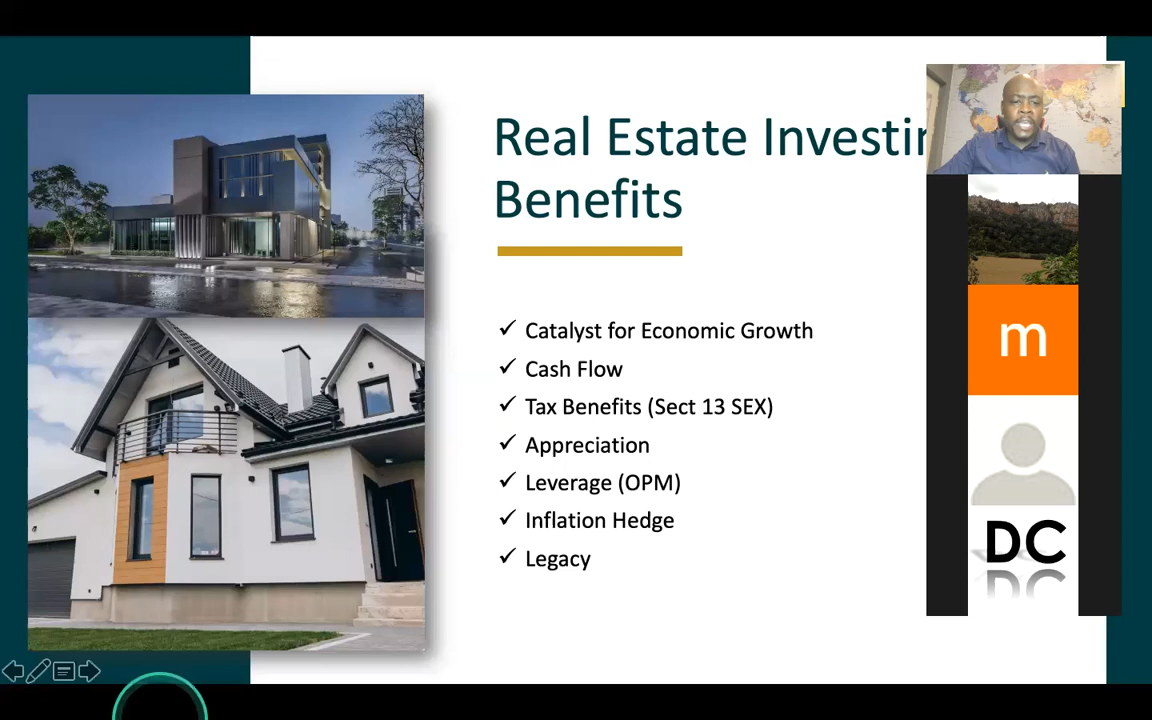 Real Estate Investin
Benefits
✓ Catalyst for Economic Growth
✓ Cash Flow
✓ Tax Benefits (Sect 13 SEX)
✓ Appreciation
✓ Leverage (OPM)
✓ Inflation Hedge
✓ Legacy
m
DC